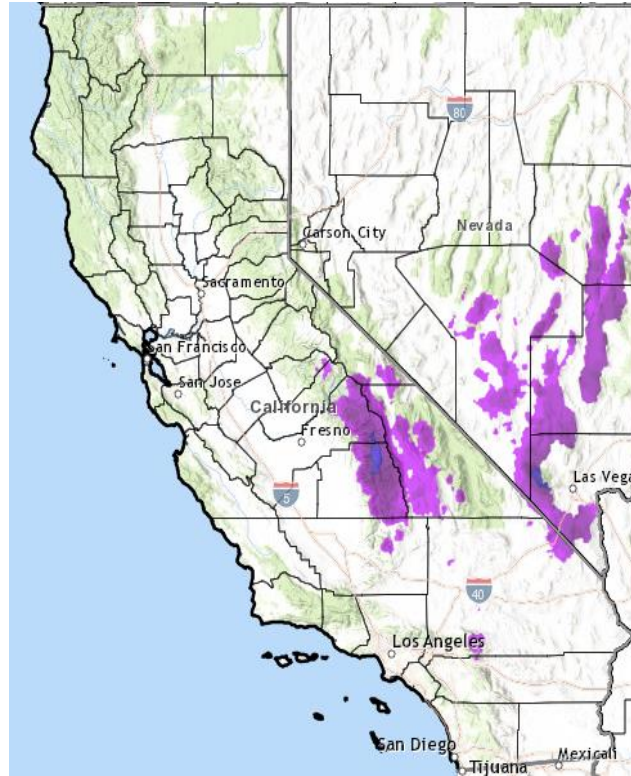 80
Nevada
Carson City
Sacramento
San Francisco
San Jose
California
Fresno
5
Las Vega
40
Los Angeles
San Diego
Tijuana
Mexicali